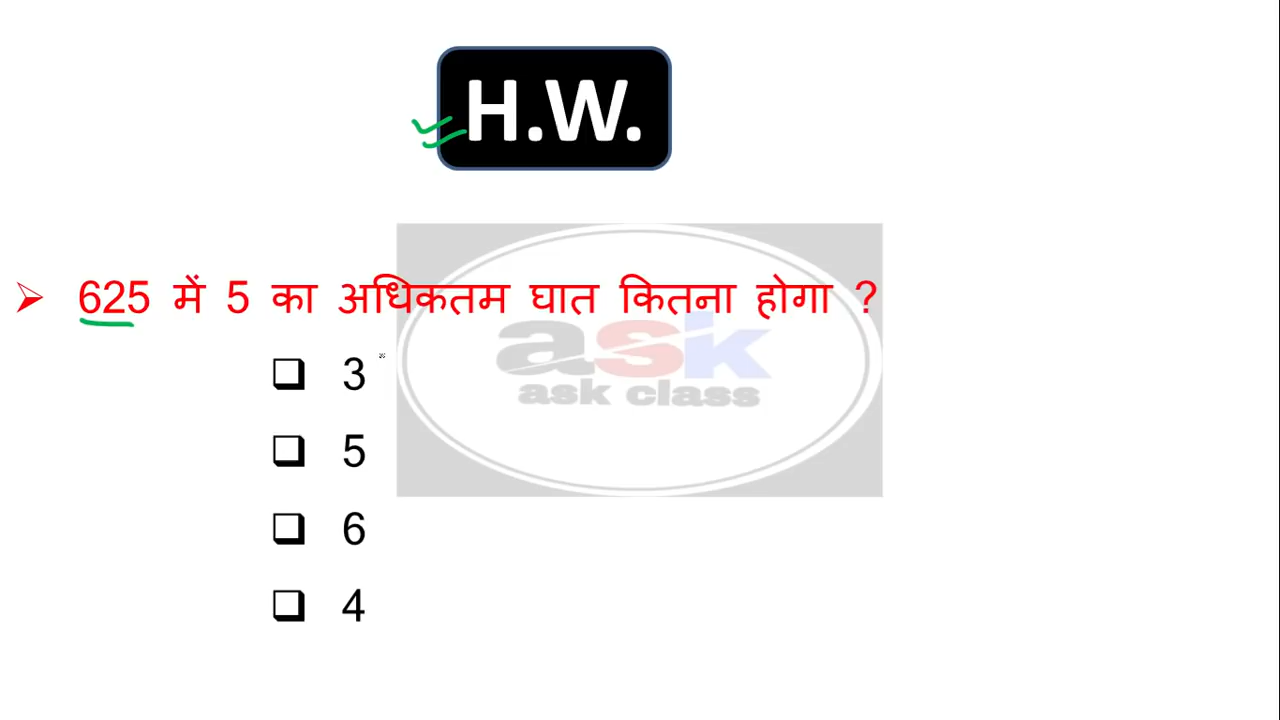 H.W.
625 में 5 का अधिकतम घात कितना होगा ?
3
5
6
4
ask
ask class